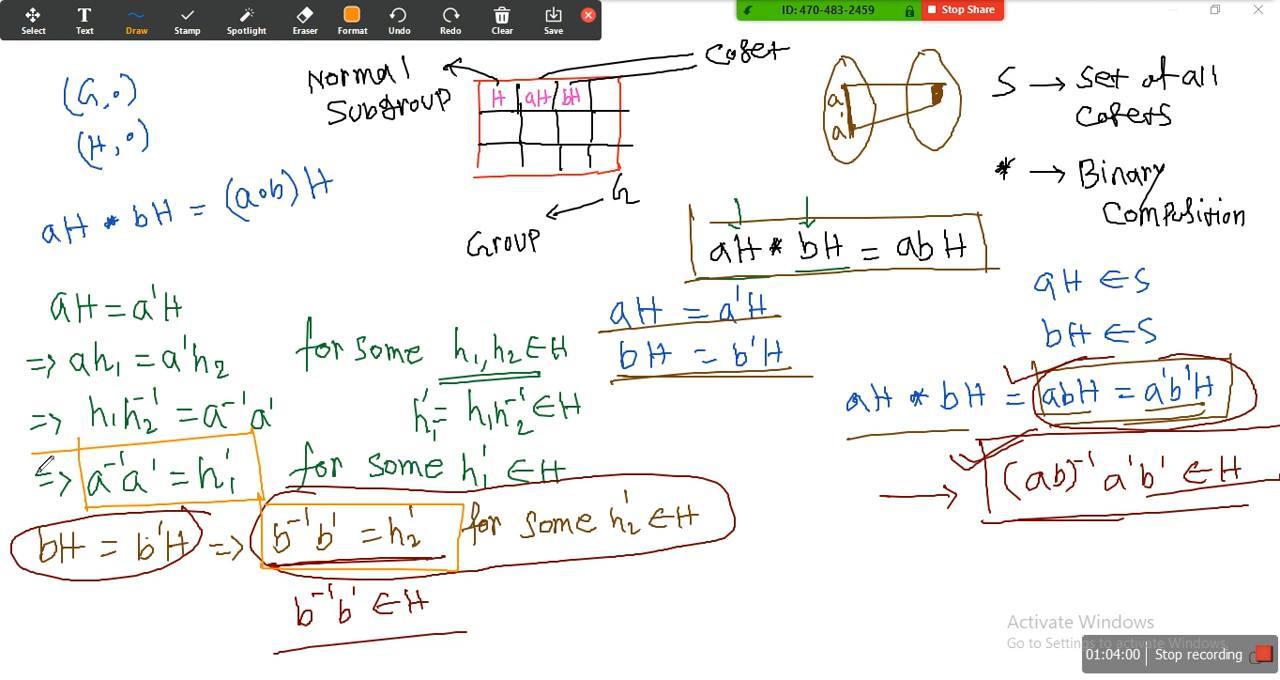 Select Text Draw Stamp Spotlight Eraser Format Undo Redo Clear Save
ID: 470-483-2459 Stop Share
(G, ∘)
(H, ∘)
aH * bH = (a∘b)H
Normal
Subgroup
H aH bH
Coset
G
Group
a
a'
S → Set of all
Cosets
* → Binary
Composition
aH * bH = abH
aH = a'H
⇒ ah₁ = a'h₂ for some h₁, h₂ ∈ H
⇒ h₁h₂⁻¹ = a⁻¹a' h₁' = h₁h₂⁻¹ ∈ H
⇒ a⁻¹a' = h₁' for some h₁' ∈ H
bH = b'H ⇒ b⁻¹b' = h₂' for some h₂' ∈ H
b⁻¹b' ∈ H
aH = a'H
bH = b'H
aH ∈ S
bH ∈ S
aH * bH = abH = a'b'H
→ (ab)⁻¹a'b' ∈ H
Activate Windows
Go to Settings to activate Windows.
01:04:00 Stop recording